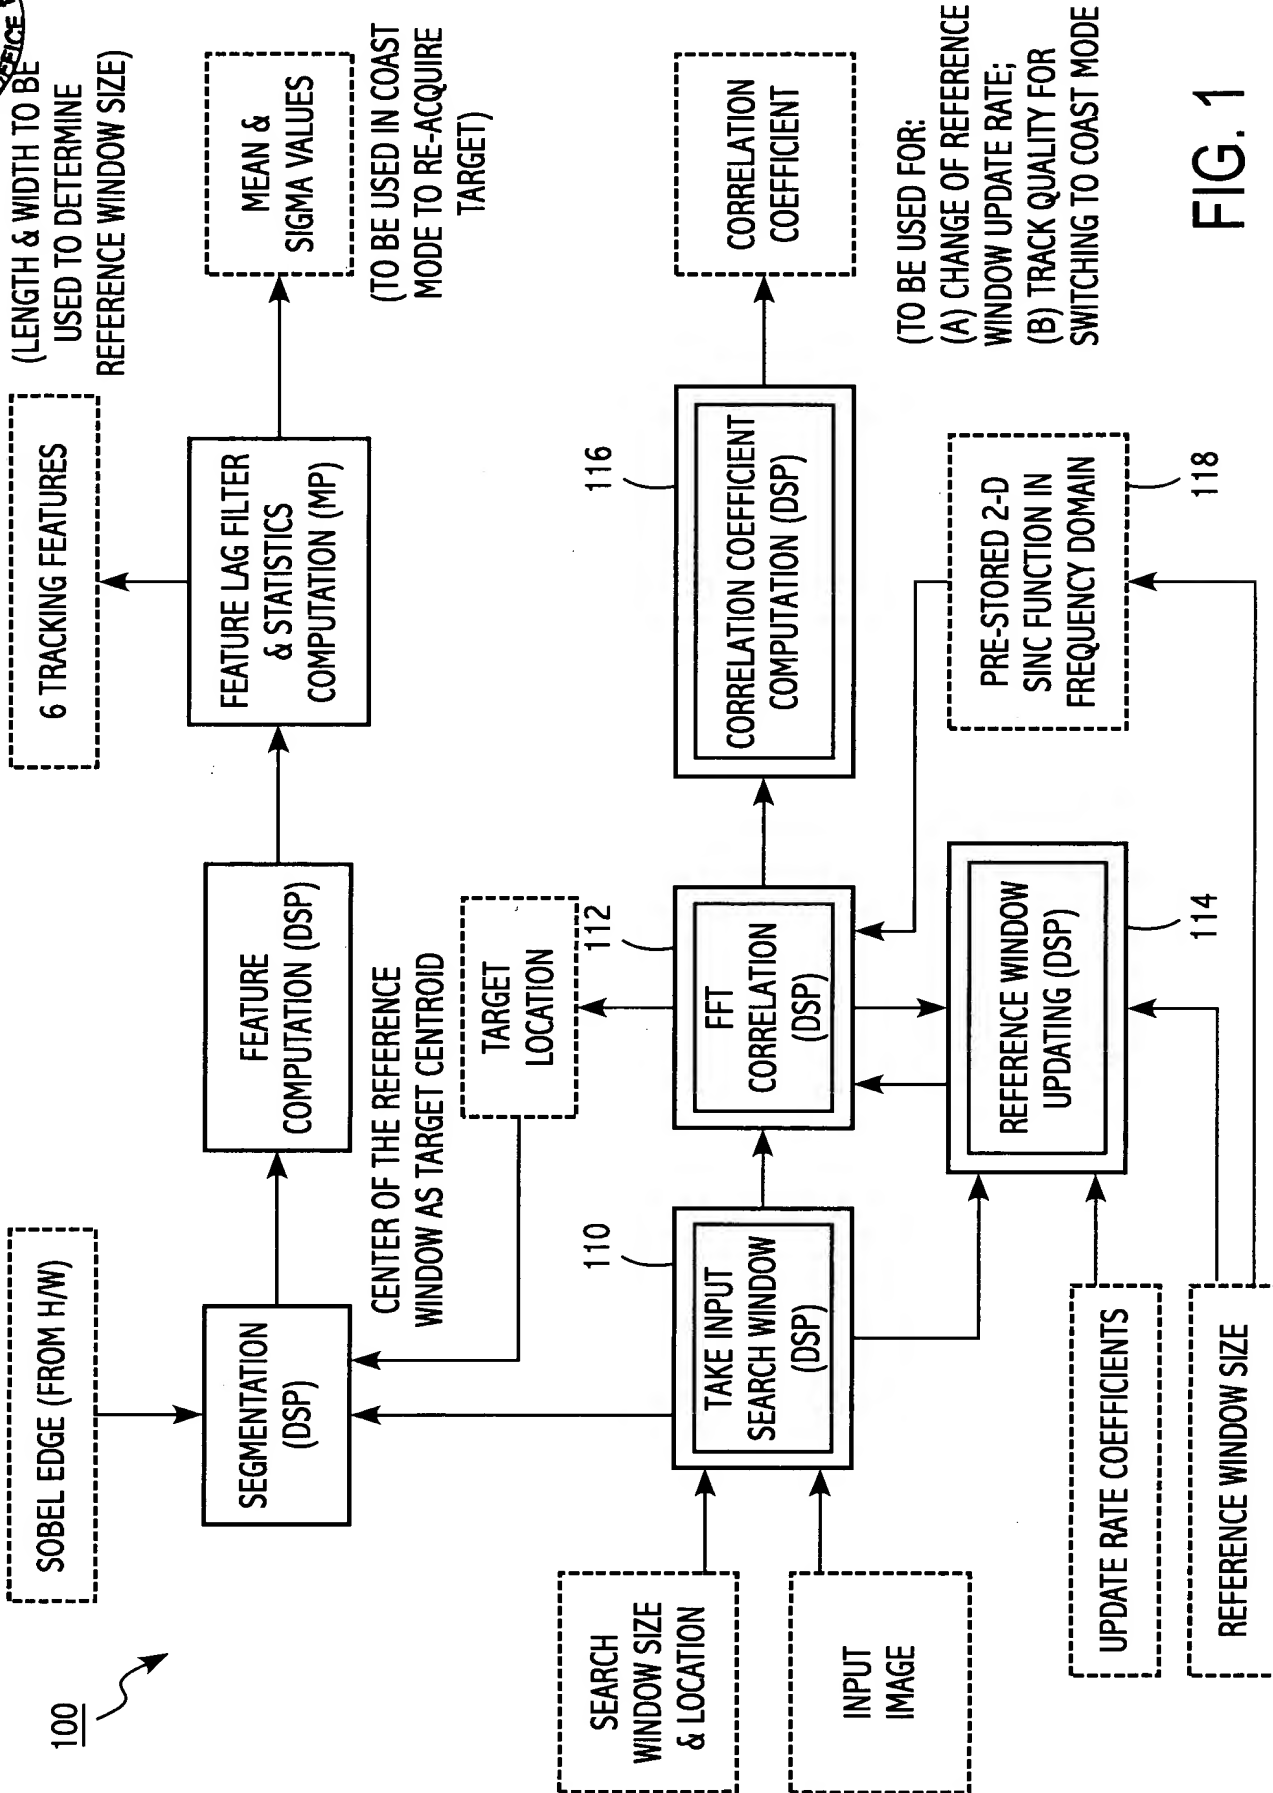 OFFICE
100
SOBEL EDGE (FROM H/W)
SEGMENTATION
(DSP)
FEATURE
COMPUTATION (DSP)
FEATURE LAG FILTER
& STATISTICS
COMPUTATION (MP)
6 TRACKING FEATURES
(LENGTH & WIDTH TO BE
USED TO DETERMINE
REFERENCE WINDOW SIZE)
MEAN &
SIGMA VALUES
(TO BE USED IN COAST
MODE TO RE-ACQUIRE
TARGET)
CENTER OF THE REFERENCE
WINDOW AS TARGET CENTROID
TARGET
LOCATION
SEARCH
WINDOW SIZE
& LOCATION
INPUT
IMAGE
110
TAKE INPUT
SEARCH WINDOW
(DSP)
112
FFT
CORRELATION
(DSP)
116
CORRELATION COEFFICIENT
COMPUTATION (DSP)
CORRELATION
COEFFICIENT
(TO BE USED FOR:
(A) CHANGE OF REFERENCE
WINDOW UPDATE RATE;
(B) TRACK QUALITY FOR
SWITCHING TO COAST MODE
REFERENCE WINDOW
UPDATING (DSP)
114
PRE-STORED 2-D
SINC FUNCTION IN
FREQUENCY DOMAIN
118
UPDATE RATE COEFFICIENTS
REFERENCE WINDOW SIZE
FIG. 1